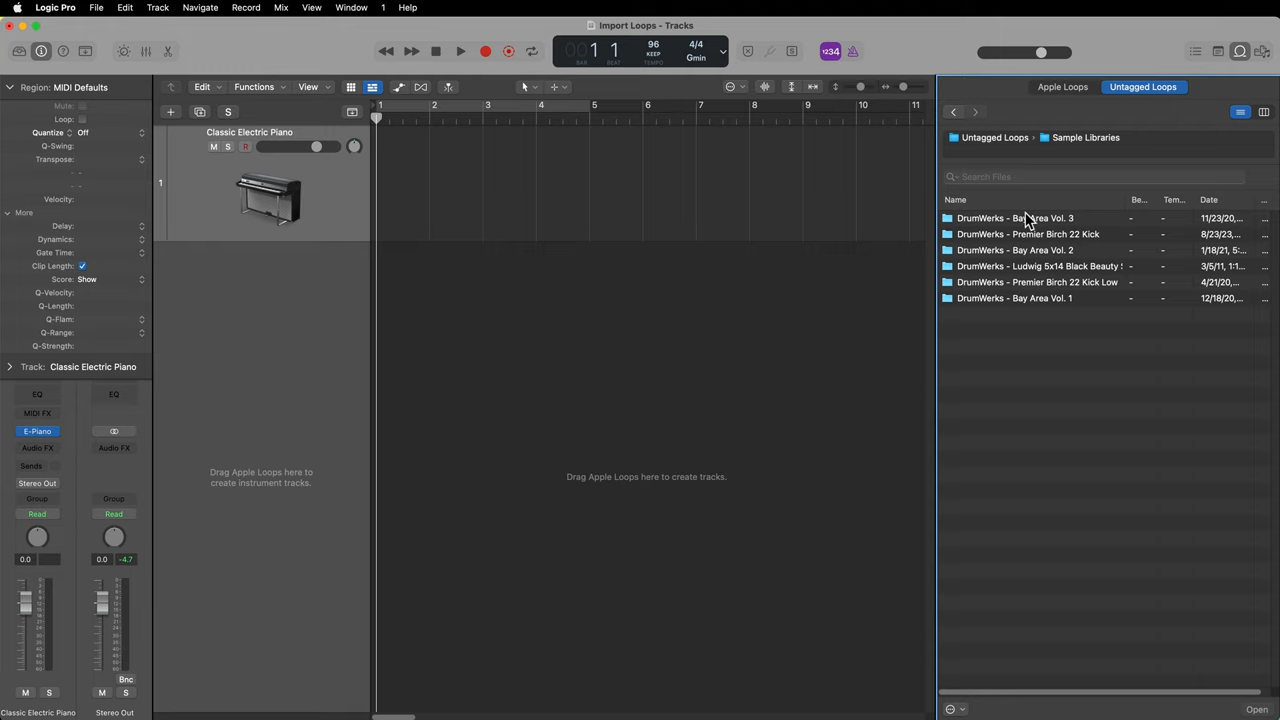 Logic Pro File Edit Track Navigate Record Mix View Window 1 Help
Import Loops - Tracks
1 1 96 4/4
BAR BEAT KEEP TEMPO Gmin
1234
Region: MIDI Defaults
Mute:
Loop:
Quantize Off
Q-Swing:
Transpose:
Velocity:
More
Delay:
Dynamics:
Gate Time:
Clip Length:
Score: Show
Q-Velocity:
Q-Length:
Q-Flam:
Q-Range:
Q-Strength:
Track: Classic Electric Piano
EQ EQ
MIDI FX
E-Piano
Audio FX Audio FX
Sends
Stereo Out
Group Group
Read Read
0.0 0.0 -4.7
Bnc
M S M S
Classic Electric Piano Stereo Out
Edit Functions View
S
1 2 3 4 5 6 7 8 9 10 11
Classic Electric Piano
M S R
1
Drag Apple Loops here to
create instrument tracks.
Drag Apple Loops here to create tracks.
Apple Loops Untagged Loops
Untagged Loops › Sample Libraries
Search Files
Name Be... Tem... Date ...
DrumWerks - Bay Area Vol. 3 - - 11/23/20,... ...
DrumWerks - Premier Birch 22 Kick - - 8/23/23,... ...
DrumWerks - Bay Area Vol. 2 - - 1/18/21, 5:... ...
DrumWerks - Ludwig 5x14 Black Beauty - - 3/5/11, 1:1... ...
DrumWerks - Premier Birch 22 Kick Low - - 4/21/20,... ...
DrumWerks - Bay Area Vol. 1 - - 12/18/20,... ...
Open